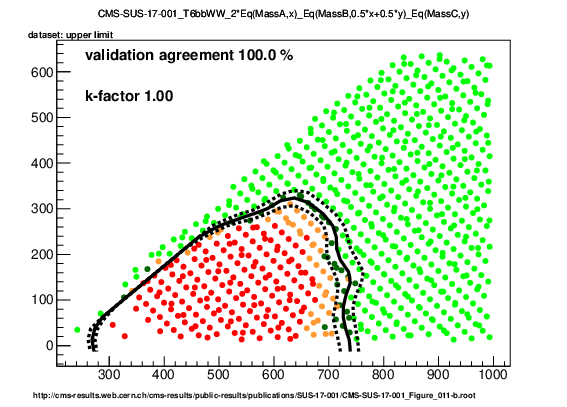 CMS-SUS-17-001_T6bbWW_2*Eq(MassA,x)_Eq(MassB,0.5*x+0.5*y)_Eq(MassC,y)
dataset: upper limit
validation agreement 100.0 %
k-factor 1.00
600
500
400
300
200
100
0
300 400 500 600 700 800 900 1000
http://cms-results.web.cern.ch/cms-results/public-results/publications/SUS-17-001/CMS-SUS-17-001_Figure_011-b.root